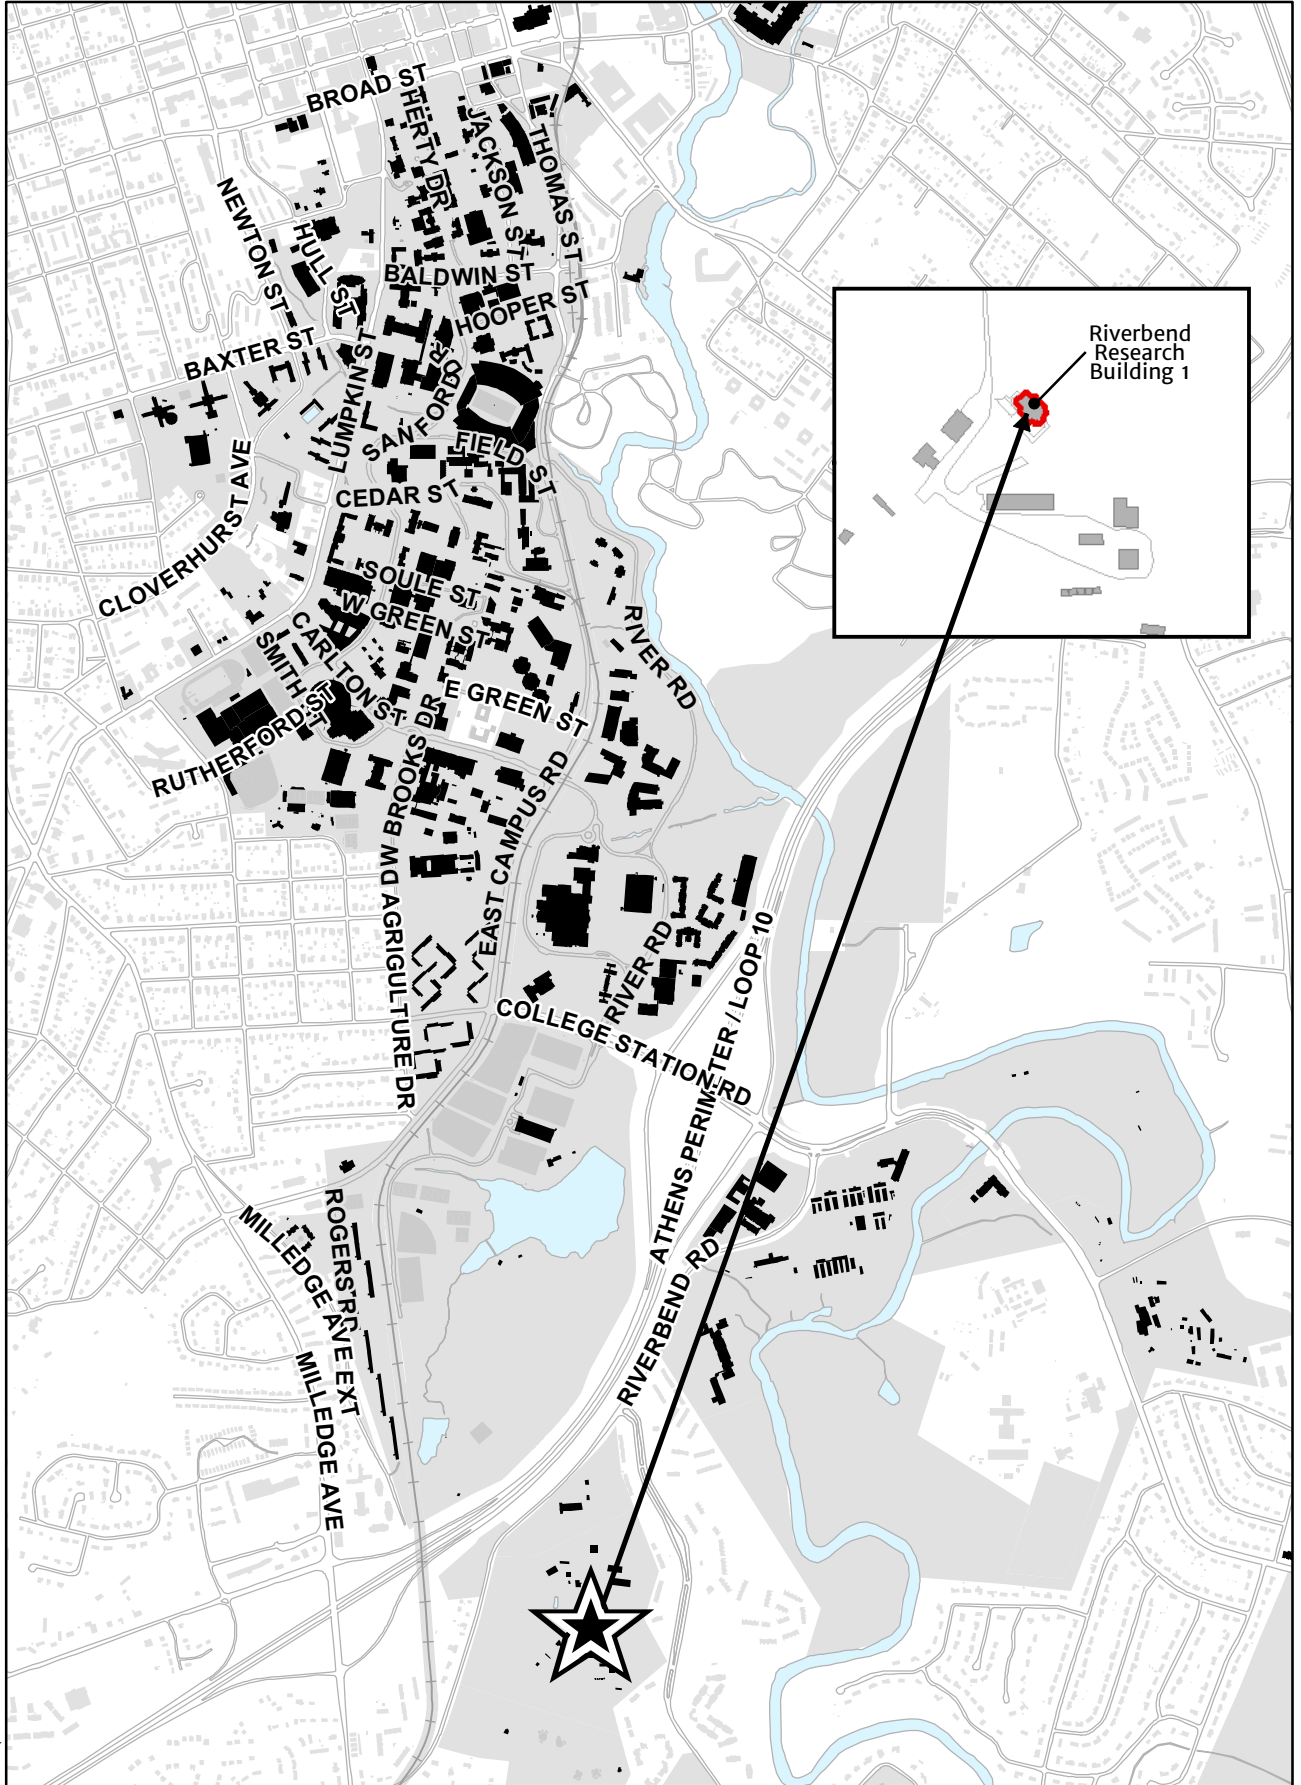 BROAD ST
HERTY DR
JACKSON ST
THOMAS ST
NEWTON ST
HULL ST
BALDWIN ST
HOOPER ST
BAXTER ST
LUMPKIN ST
SANFORD DR
FIELD ST
Riverbend
Research
Building 1
CEDAR ST
CLOVERHURST AVE
SOULE ST
W GREEN ST
CARLTON ST
SMITH ST
RIVER RD
E GREEN ST
RUTHERFORD ST
DW BROOKS DR
EAST CAMPUS RD
AGRIGULTURE DR
RIVER RD
COLLEGE STATION RD
ATHENS PERIMETER / LOOP 10
ROGERS RD
MILLEDGE AVE EXT
RIVERBEND RD
MILLEDGE AVE